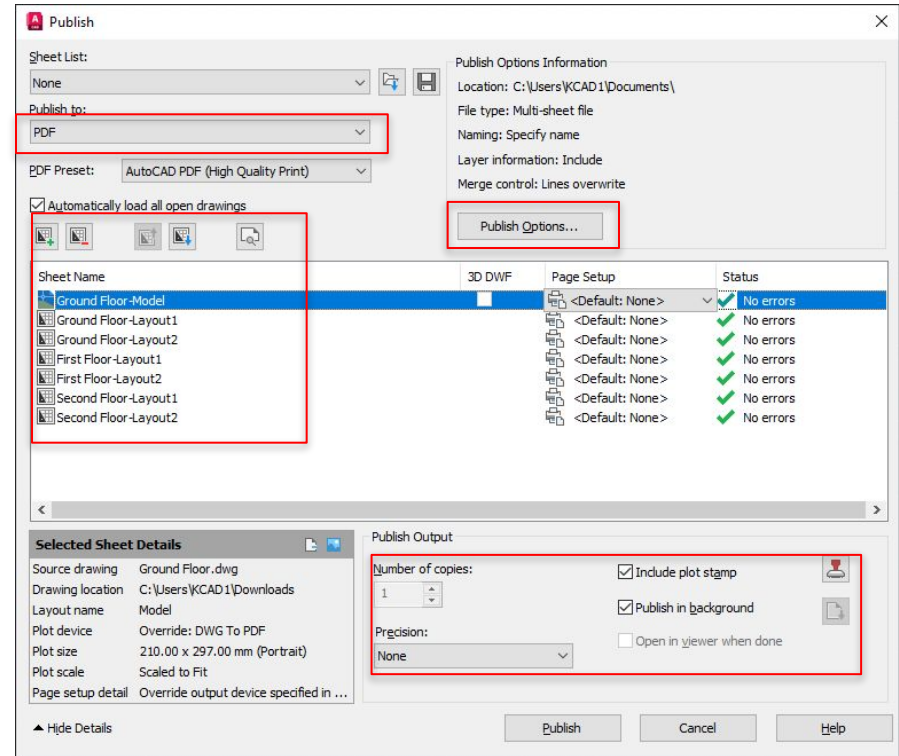 Publish
Sheet List:
None
Publish to:
PDF
PDF Preset: AutoCAD PDF (High Quality Print)
Automatically load all open drawings
Publish Options Information
Location: C:\Users\KCAD1\Documents\
File type: Multi-sheet file
Naming: Specify name
Layer information: Include
Merge control: Lines overwrite
Publish Options...
Sheet Name 3D DWF Page Setup Status
Ground Floor-Model <Default: None> No errors
Ground Floor-Layout1 <Default: None> No errors
Ground Floor-Layout2 <Default: None> No errors
First Floor-Layout1 <Default: None> No errors
First Floor-Layout2 <Default: None> No errors
Second Floor-Layout1 <Default: None> No errors
Second Floor-Layout2 <Default: None> No errors
Selected Sheet Details
Source drawing Ground Floor.dwg
Drawing location C:\Users\KCAD1\Downloads
Layout name Model
Plot device Override: DWG To PDF
Plot size 210.00 x 297.00 mm (Portrait)
Plot scale Scaled to Fit
Page setup detail Override output device specified in ...
Publish Output
Number of copies:
1
Precision:
None
Include plot stamp
Publish in background
Open in viewer when done
Hide Details
Publish Cancel Help